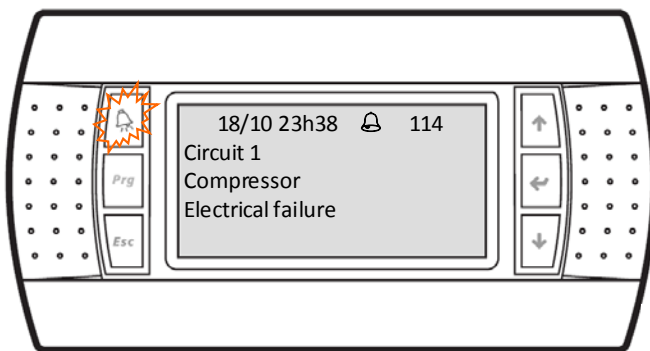 18/10 23h38 114
Circuit 1
Compressor
Electrical failure
Prg
Esc